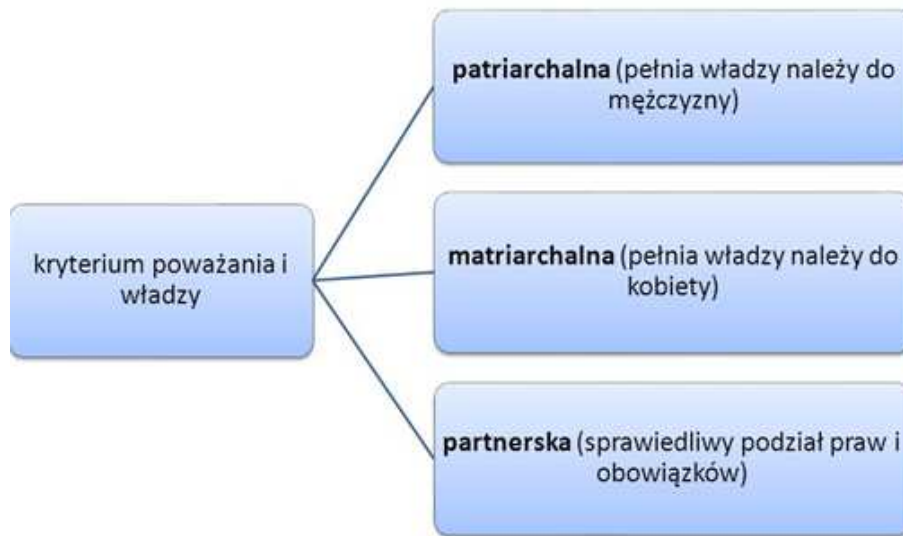 patriarchalna (pełnia władzy należy do
mężczyzny)
kryterium poważania i
władzy
matriarchalna (pełnia władzy należy do
kobiety)
partnerska (sprawiedliwy podział praw i
obowiązków)